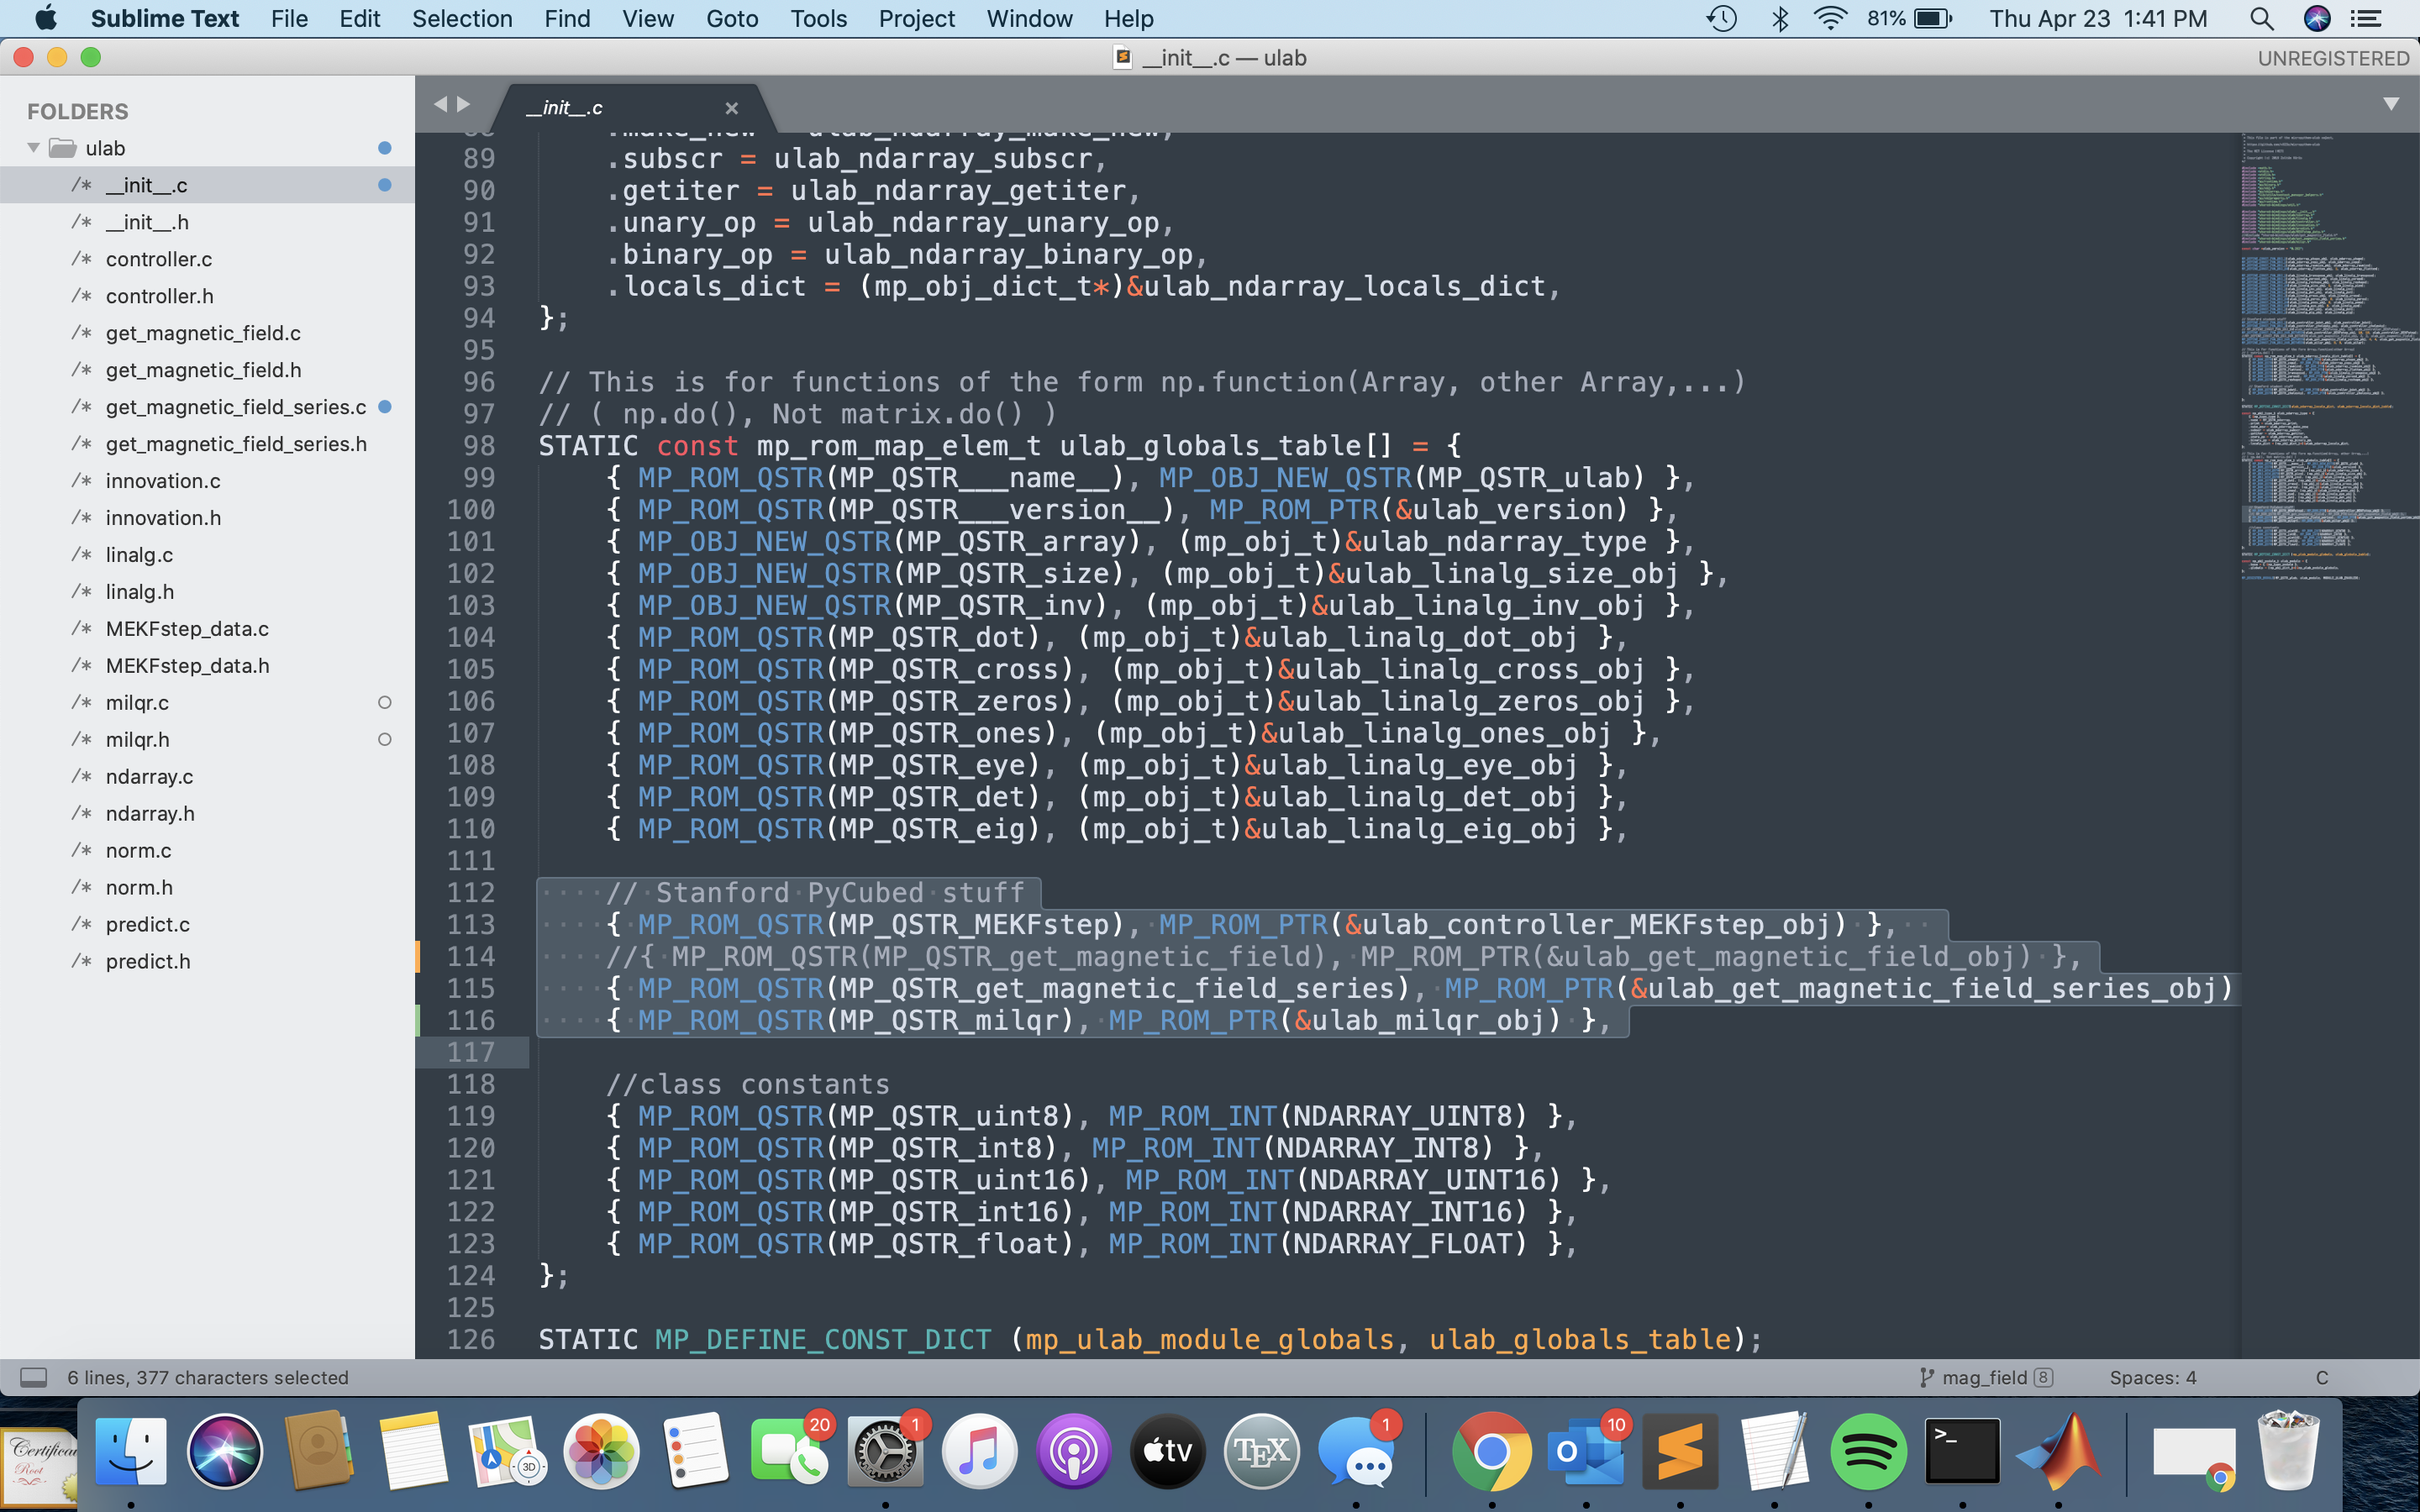 Sublime Text File Edit Selection Find View Goto Tools Project Window Help 81% Thu Apr 23 1:41 PM
__init__.c — ulab UNREGISTERED
FOLDERS
ulab
/* __init__.c
/* __init__.h
/* controller.c
/* controller.h
/* get_magnetic_field.c
/* get_magnetic_field.h
/* get_magnetic_field_series.c
/* get_magnetic_field_series.h
/* innovation.c
/* innovation.h
/* linalg.c
/* linalg.h
/* MEKFstep_data.c
/* MEKFstep_data.h
/* milqr.c
/* milqr.h
/* ndarray.c
/* ndarray.h
/* norm.c
/* norm.h
/* predict.c
/* predict.h
__init__.c
88 .make_new = ulab_ndarray_make_new,
89 .subscr = ulab_ndarray_subscr,
90 .getiter = ulab_ndarray_getiter,
91 .unary_op = ulab_ndarray_unary_op,
92 .binary_op = ulab_ndarray_binary_op,
93 .locals_dict = (mp_obj_dict_t*)&ulab_ndarray_locals_dict,
94 };
95
96 // This is for functions of the form np.function(Array, other Array,...)
97 // ( np.do(), Not matrix.do() )
98 STATIC const mp_rom_map_elem_t ulab_globals_table[] = {
99 { MP_ROM_QSTR(MP_QSTR___name__), MP_OBJ_NEW_QSTR(MP_QSTR_ulab) },
100 { MP_ROM_QSTR(MP_QSTR___version__), MP_ROM_PTR(&ulab_version) },
101 { MP_OBJ_NEW_QSTR(MP_QSTR_array), (mp_obj_t)&ulab_ndarray_type },
102 { MP_OBJ_NEW_QSTR(MP_QSTR_size), (mp_obj_t)&ulab_linalg_size_obj },
103 { MP_OBJ_NEW_QSTR(MP_QSTR_inv), (mp_obj_t)&ulab_linalg_inv_obj },
104 { MP_ROM_QSTR(MP_QSTR_dot), (mp_obj_t)&ulab_linalg_dot_obj },
105 { MP_ROM_QSTR(MP_QSTR_cross), (mp_obj_t)&ulab_linalg_cross_obj },
106 { MP_ROM_QSTR(MP_QSTR_zeros), (mp_obj_t)&ulab_linalg_zeros_obj },
107 { MP_ROM_QSTR(MP_QSTR_ones), (mp_obj_t)&ulab_linalg_ones_obj },
108 { MP_ROM_QSTR(MP_QSTR_eye), (mp_obj_t)&ulab_linalg_eye_obj },
109 { MP_ROM_QSTR(MP_QSTR_det), (mp_obj_t)&ulab_linalg_det_obj },
110 { MP_ROM_QSTR(MP_QSTR_eig), (mp_obj_t)&ulab_linalg_eig_obj },
111
112 // Stanford PyCubed stuff
113 { MP_ROM_QSTR(MP_QSTR_MEKFstep), MP_ROM_PTR(&ulab_controller_MEKFstep_obj) },
114 //{ MP_ROM_QSTR(MP_QSTR_get_magnetic_field), MP_ROM_PTR(&ulab_get_magnetic_field_obj) },
115 { MP_ROM_QSTR(MP_QSTR_get_magnetic_field_series), MP_ROM_PTR(&ulab_get_magnetic_field_series_obj)
116 { MP_ROM_QSTR(MP_QSTR_milqr), MP_ROM_PTR(&ulab_milqr_obj) },
117
118 //class constants
119 { MP_ROM_QSTR(MP_QSTR_uint8), MP_ROM_INT(NDARRAY_UINT8) },
120 { MP_ROM_QSTR(MP_QSTR_int8), MP_ROM_INT(NDARRAY_INT8) },
121 { MP_ROM_QSTR(MP_QSTR_uint16), MP_ROM_INT(NDARRAY_UINT16) },
122 { MP_ROM_QSTR(MP_QSTR_int16), MP_ROM_INT(NDARRAY_INT16) },
123 { MP_ROM_QSTR(MP_QSTR_float), MP_ROM_INT(NDARRAY_FLOAT) },
124 };
125
126 STATIC MP_DEFINE_CONST_DICT (mp_ulab_module_globals, ulab_globals_table);
6 lines, 377 characters selected mag_field 8 Spaces: 4 C
20 1 1 10
3D tv TEX O >_